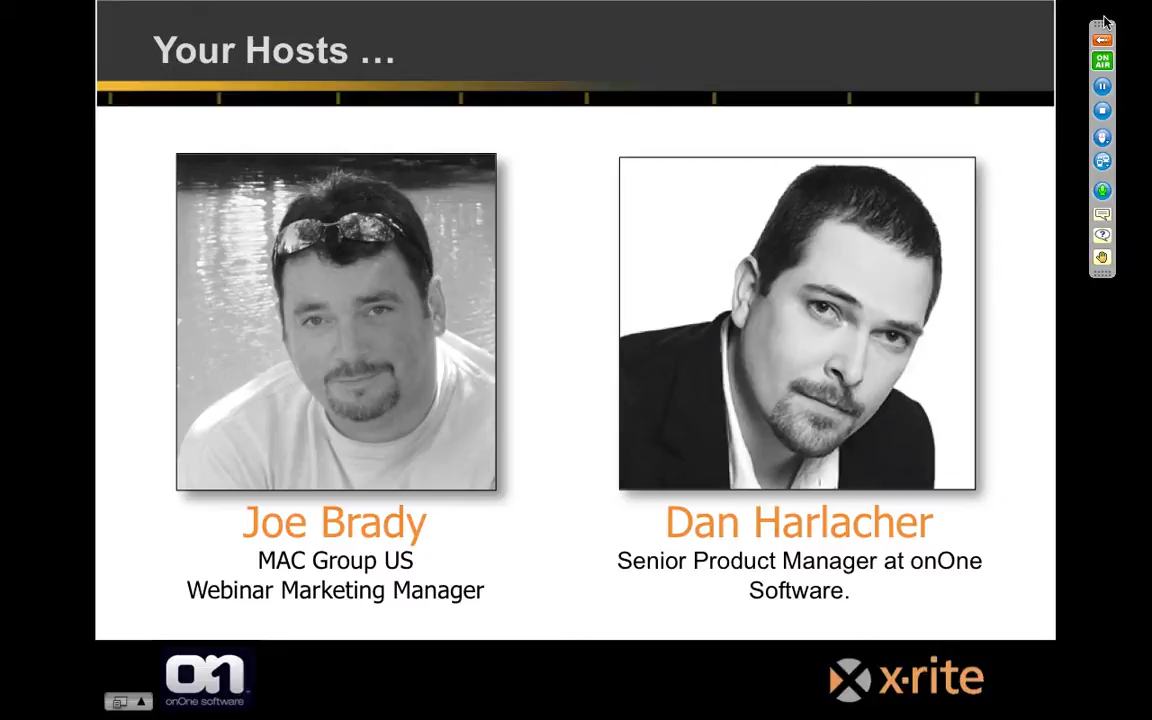 Your Hosts …
ON
AIR
Joe Brady
MAC Group US
Webinar Marketing Manager
Dan Harlacher
Senior Product Manager at onOne
Software.
on1
onOne software
x·rite